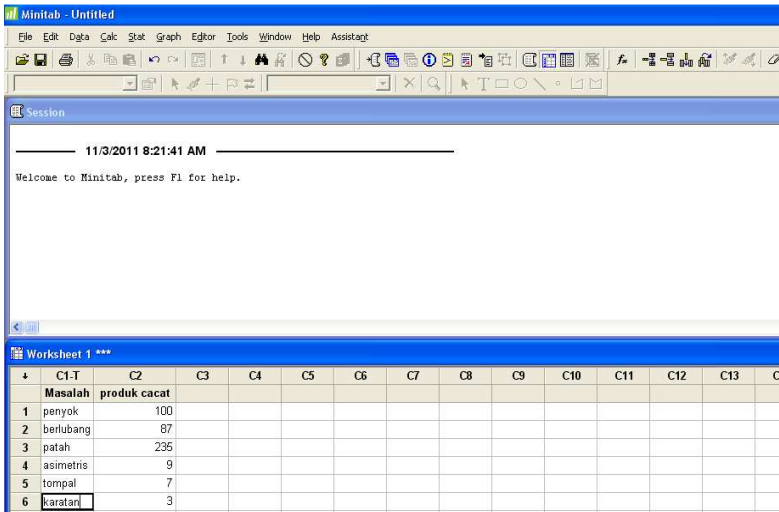 Minitab - Untitled
File Edit Data Calc Stat Graph Editor Tools Window Help Assistant
Session
11/3/2011 8:21:41 AM
Welcome to Minitab, press F1 for help.
Worksheet 1 ***
C1-T C2 C3 C4 C5 C6 C7 C8 C9 C10 C11 C12 C13 C
Masalah produk cacat
1 penyok 100
2 berlubang 87
3 patah 235
4 asimetris 9
5 tompal 7
6 karatan 3